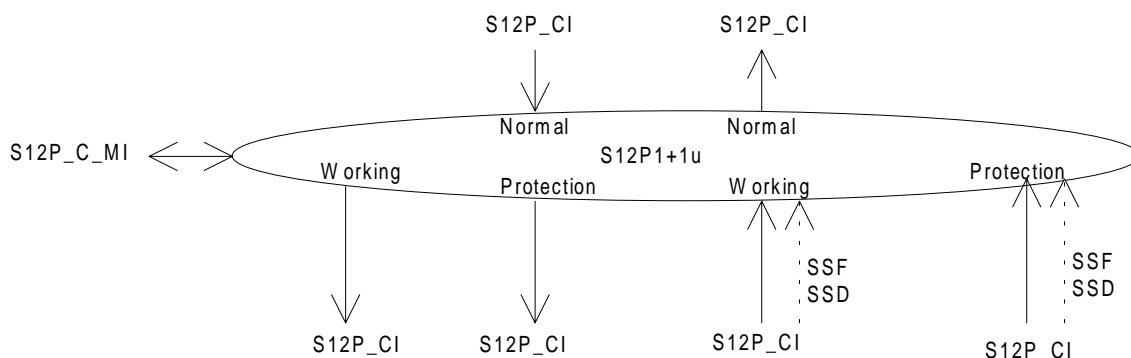 S12P_CI S12P_CI
Normal Normal
S12P_C_MI S12P1+1u
Working Protection Working Protection
SSF SSF
SSD SSD
S12P_CI S12P_CI S12P_CI S12P_CI